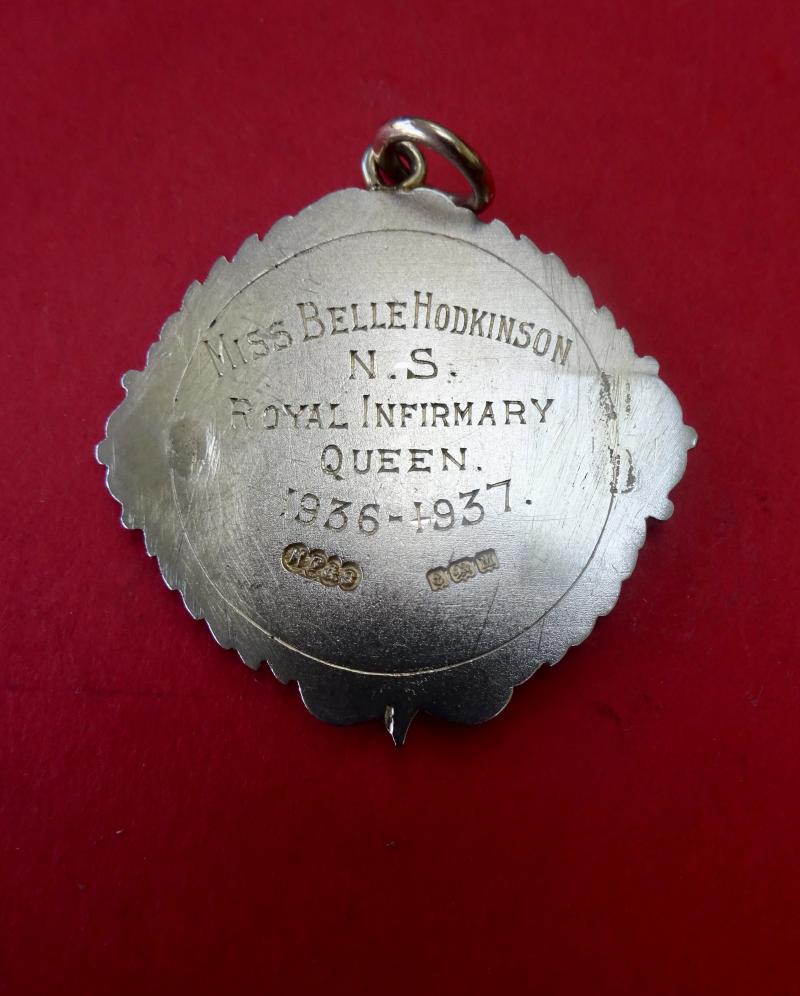 MISS BELLE HODKINSON
N.S.
ROYAL INFIRMARY
QUEEN.
1936-1937.